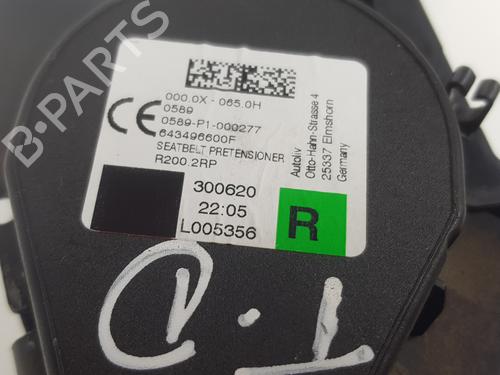 000.0X - 065.0H
0589
0589-P1-000277
643496600F
SEATBELT PRETENSIONER
R200.2RP
Autoliv
Otto-Hahn-Strasse 4
25337 Elmshorn
Germany
300620
22:05
L005356
R
B-PARTS